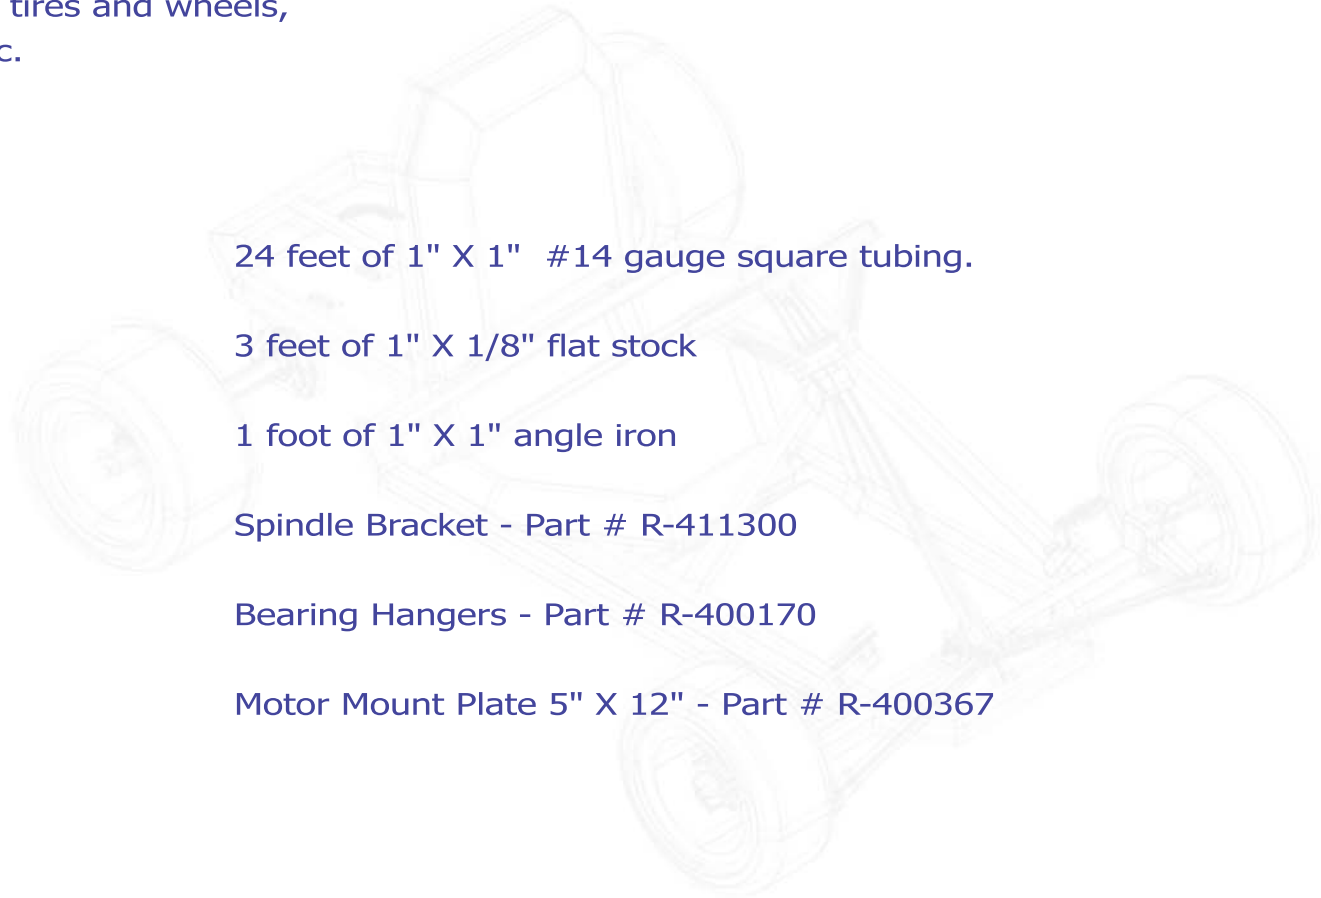 tires and wheels,
c.
24 feet of 1" X 1"  #14 gauge square tubing.
3 feet of 1" X 1/8" flat stock
1 foot of 1" X 1" angle iron
Spindle Bracket - Part # R-411300
Bearing Hangers - Part # R-400170
Motor Mount Plate 5" X 12" - Part # R-400367